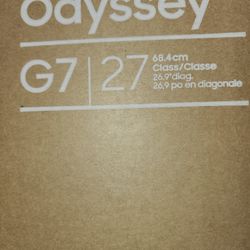 Odyssey
G7 27
68.4cm
Class/Classe
26.9"diag.
26,9 po en diagonale